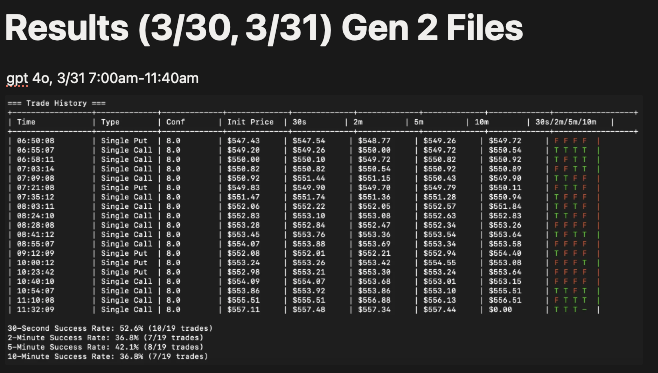 Results (3/30, 3/31) Gen 2 Files
gpt 4o, 3/31 7:00am-11:40am
=== Trade History ===
| Time | Type | Conf | Init Price | 30s | 2m | 5m | 10m | 30s/2m/5m/10m |
| 06:50:08 | Single Put | 8.0 | $547.43 | $547.54 | $548.77 | $549.26 | $549.72 | F F F F |
| 06:55:07 | Single Call | 8.0 | $549.20 | $549.26 | $550.00 | $549.72 | $550.54 | T T T T |
| 06:58:11 | Single Call | 8.0 | $550.00 | $550.10 | $549.72 | $550.82 | $550.92 | T F T T |
| 07:03:14 | Single Call | 8.0 | $550.82 | $550.82 | $550.54 | $550.92 | $550.89 | F F T T |
| 07:09:08 | Single Call | 8.0 | $550.92 | $551.44 | $551.15 | $550.43 | $549.90 | T T F F |
| 07:21:08 | Single Put | 8.0 | $549.83 | $549.90 | $549.70 | $549.79 | $550.11 | F T T F |
| 07:35:12 | Single Call | 8.0 | $551.47 | $551.74 | $551.36 | $551.28 | $550.94 | T F F F |
| 08:03:11 | Single Call | 8.0 | $552.06 | $552.22 | $552.05 | $552.57 | $551.84 | T F T F |
| 08:24:10 | Single Call | 8.0 | $552.83 | $553.10 | $553.08 | $552.63 | $552.83 | T T F F |
| 08:28:08 | Single Call | 8.0 | $553.28 | $552.84 | $552.47 | $552.34 | $553.26 | F F F F |
| 08:41:12 | Single Call | 8.0 | $553.45 | $553.76 | $553.36 | $553.54 | $553.64 | T F T T |
| 08:55:07 | Single Call | 8.0 | $554.07 | $553.88 | $553.69 | $553.34 | $553.58 | F F F F |
| 09:12:09 | Single Put | 8.0 | $552.08 | $552.01 | $552.21 | $552.94 | $554.40 | T F F F |
| 10:00:12 | Single Call | 8.0 | $553.24 | $553.26 | $553.42 | $554.55 | $553.08 | T T T F |
| 10:23:42 | Single Put | 8.0 | $552.98 | $553.21 | $553.30 | $553.24 | $553.64 | F F F F |
| 10:40:10 | Single Call | 8.0 | $554.09 | $554.07 | $553.68 | $553.01 | $553.15 | F F F F |
| 10:54:07 | Single Call | 8.0 | $553.86 | $553.92 | $553.86 | $553.10 | $555.51 | T F F T |
| 11:10:08 | Single Call | 8.0 | $555.51 | $555.51 | $556.88 | $556.13 | $556.51 | F T T T |
| 11:32:09 | Single Call | 8.0 | $557.11 | $557.48 | $557.34 | $557.44 | $0.00 | T T T - |
30-Second Success Rate: 52.6% (10/19 trades)
2-Minute Success Rate: 36.8% (7/19 trades)
5-Minute Success Rate: 42.1% (8/19 trades)
10-Minute Success Rate: 36.8% (7/19 trades)